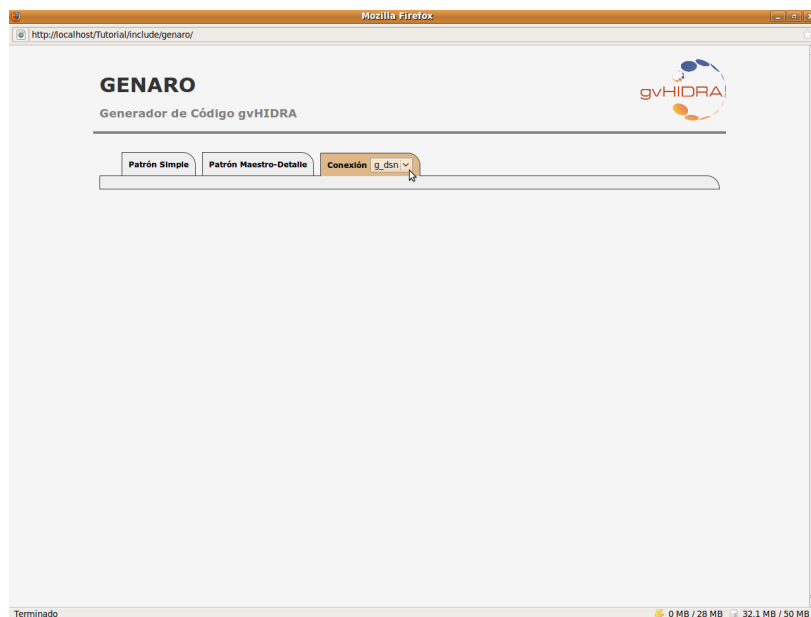 Mozilla Firefox
http://localhost/Tutorial/include/genaro/
GENARO
Generador de Código gvHIDRA
gvHIDRA
Patrón Simple
Patrón Maestro-Detalle
Conexión g_dsn
Terminado
0 MB / 28 MB
32.1 MB / 50 MB